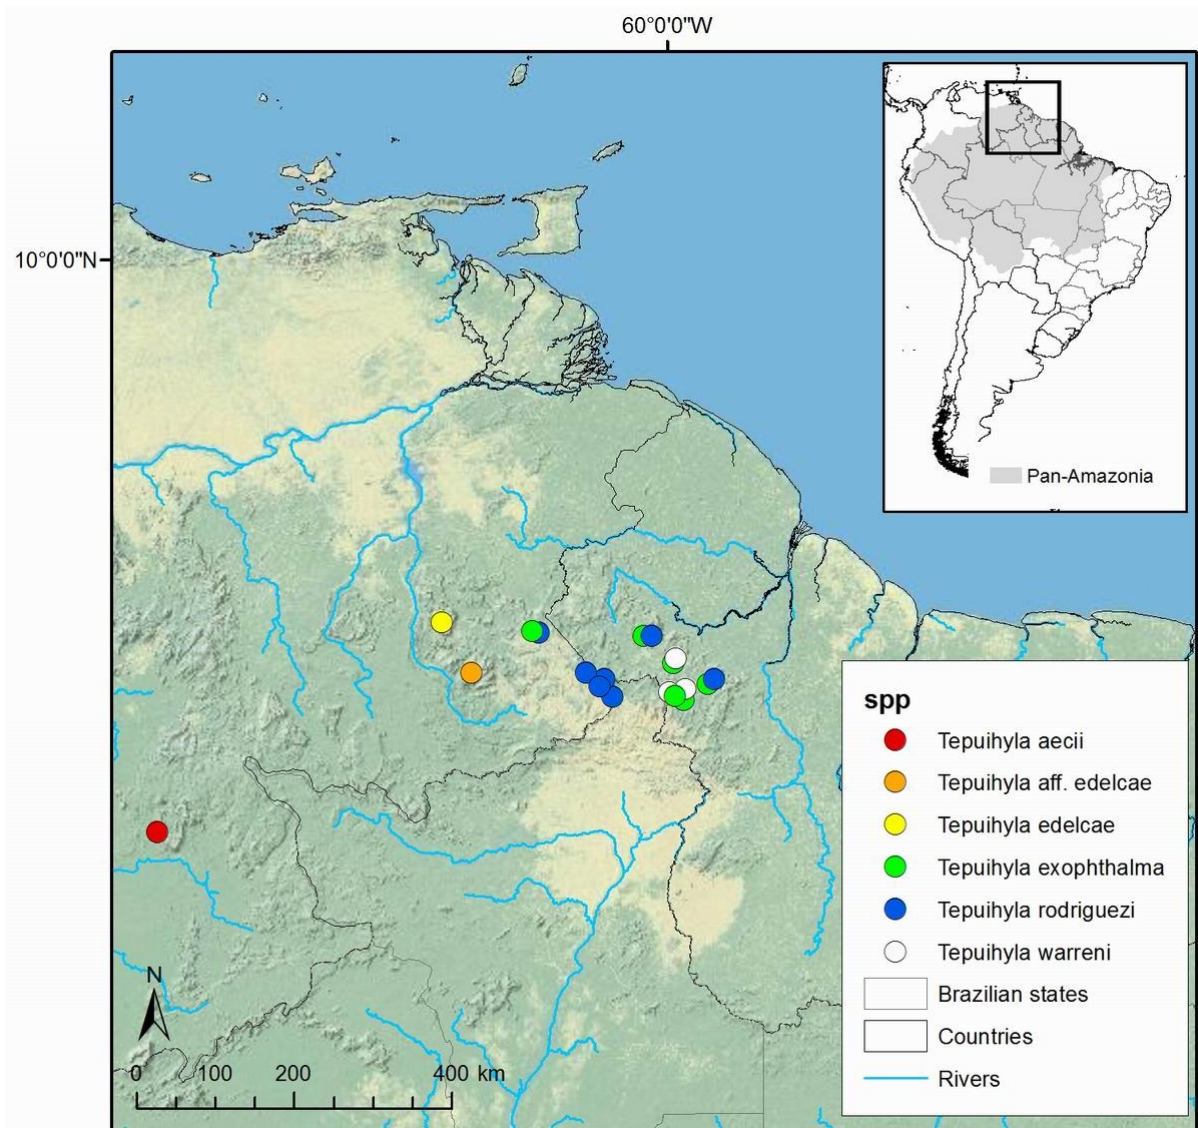 60°0'0"W
10°0'0"N
Pan-Amazonia
spp
Tepuihyla aecii
Tepuihyla aff. edelcae
Tepuihyla edelcae
Tepuihyla exophthalma
Tepuihyla rodriguezi
Tepuihyla warreni
Brazilian states
Countries
Rivers
N
0 100 200 400 km